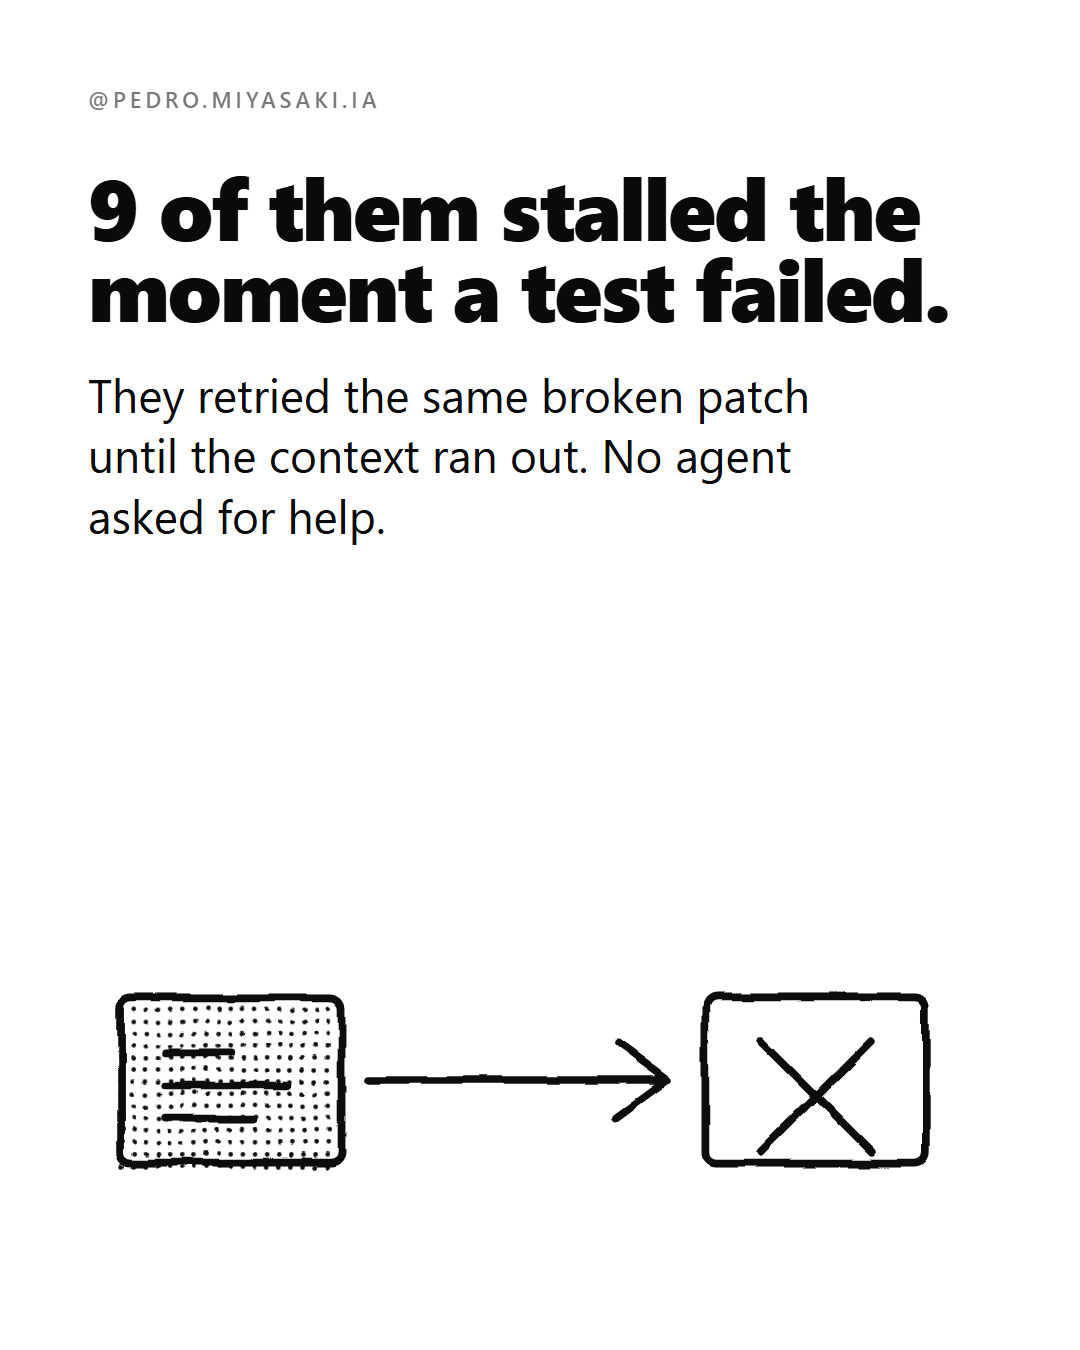 @PEDRO.MIYASAKI.IA
9 of them stalled the
moment a test failed.
They retried the same broken patch
until the context ran out. No agent
asked for help.